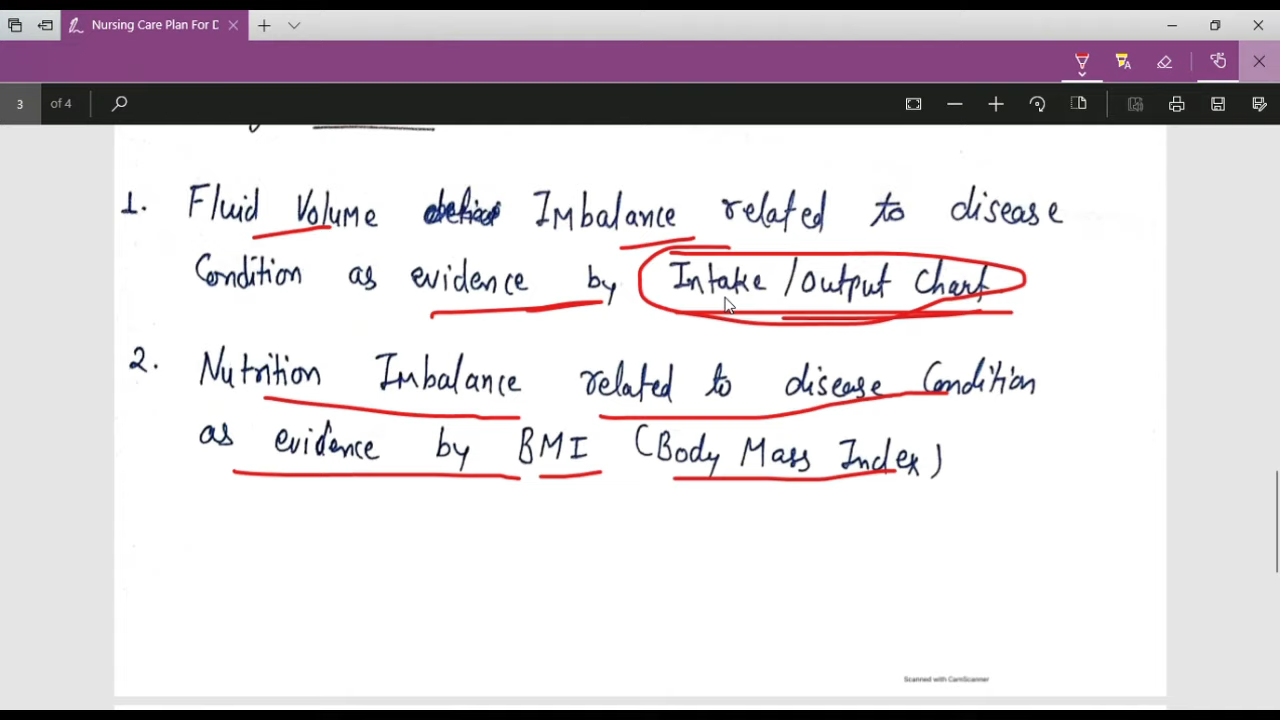 Nursing Care Plan For D
3 of 4
1. Fluid Volume Imbalance related to disease
Condition as evidence by Intake/Output Chart
2. Nutrition Imbalance related to disease Condition
as evidence by BMI (Body Mass Index)
Scanned with CamScanner